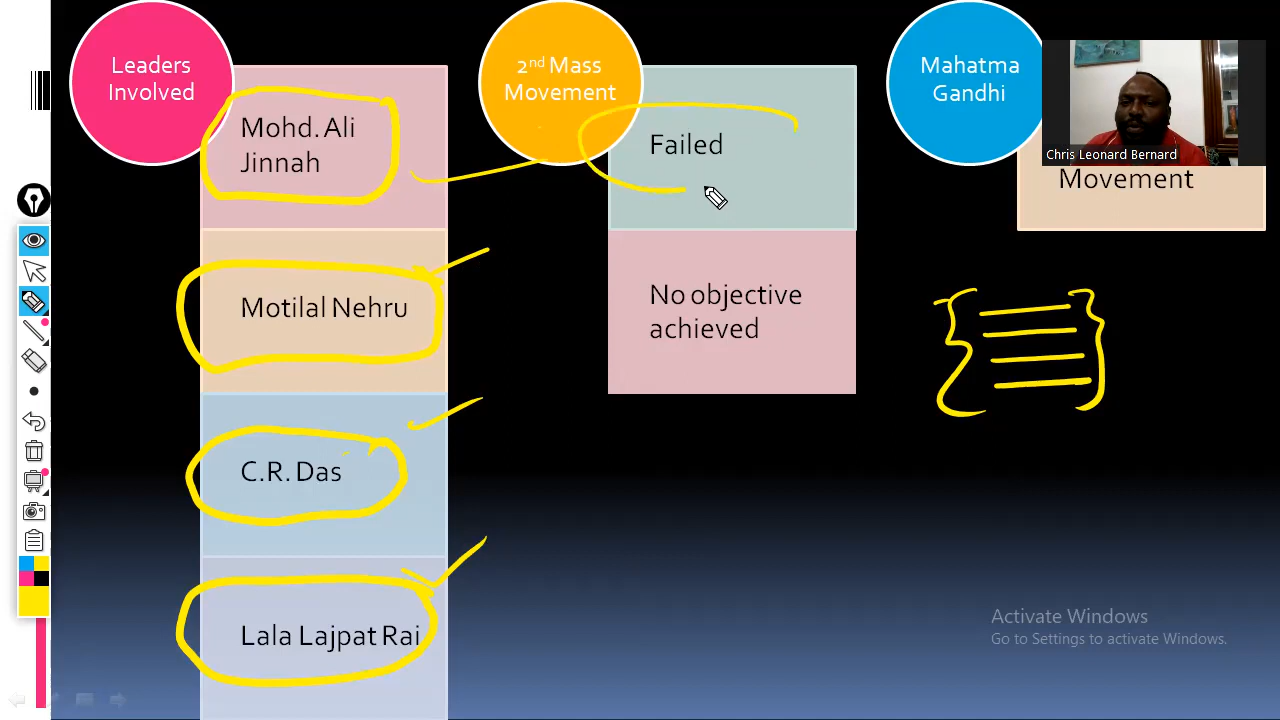 Leaders
Involved
Mohd. Ali
Jinnah
Motilal Nehru
C.R. Das
Lala Lajpat Rai
2nd Mass
Movement
Failed
No objective
achieved
Mahatma
Gandhi
Chris Leonard Bernard
Movement
Activate Windows
Go to Settings to activate Windows.